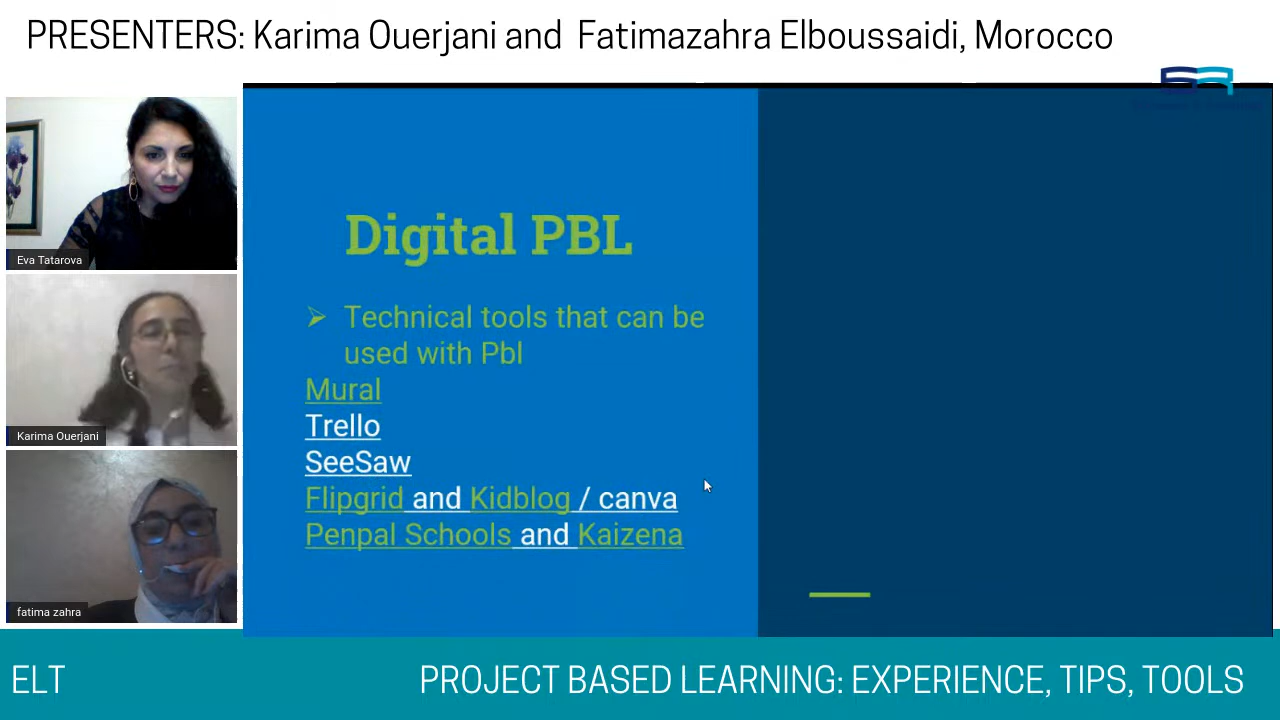 PRESENTERS: Karima Ouerjani and Fatimazahra Elboussaidi, Morocco
Eva Tatarova
Karima Ouerjani
fatima zahra
Digital PBL
➢ Technical tools that can be
used with Pbl
Mural
Trello
SeeSaw
Flipgrid and Kidblog / canva
Penpal Schools and Kaizena
ELT
PROJECT BASED LEARNING: EXPERIENCE, TIPS, TOOLS